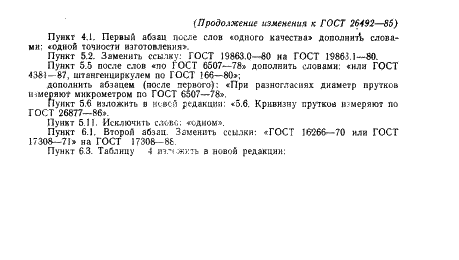 (Продолжение изменения к ГОСТ 26492—85)
Пункт 4.1. Первый абзац после слов «одного качества» дополнить слова-
ми: «одной точности изготовления».
Пункт 5.2. Заменить ссылку: ГОСТ 19863.0—80 на ГОСТ 19863.1—80.
Пункт 5.5 после слов «по ГОСТ 6507—78» дополнить словами: «или ГОСТ
4381—87, штангенциркулем по ГОСТ 166—80»;
дополнить абзацем (после первого): «При разногласиях диаметр прутков
измеряют микрометром по ГОСТ 6507—78».
Пункт 5.6 изложить в новой редакции: «5.6. Кривизну прутков измеряют по
ГОСТ 26877—86».
Пункт 5.11. Исключить слово: «одном».
Пункт 6.1. Второй абзац. Заменить ссылки: «ГОСТ 16266—70 или ГОСТ
17308—71» на ГОСТ 17308—88.
Пункт 6.3. Таблицу 4 изложить в новой редакции: